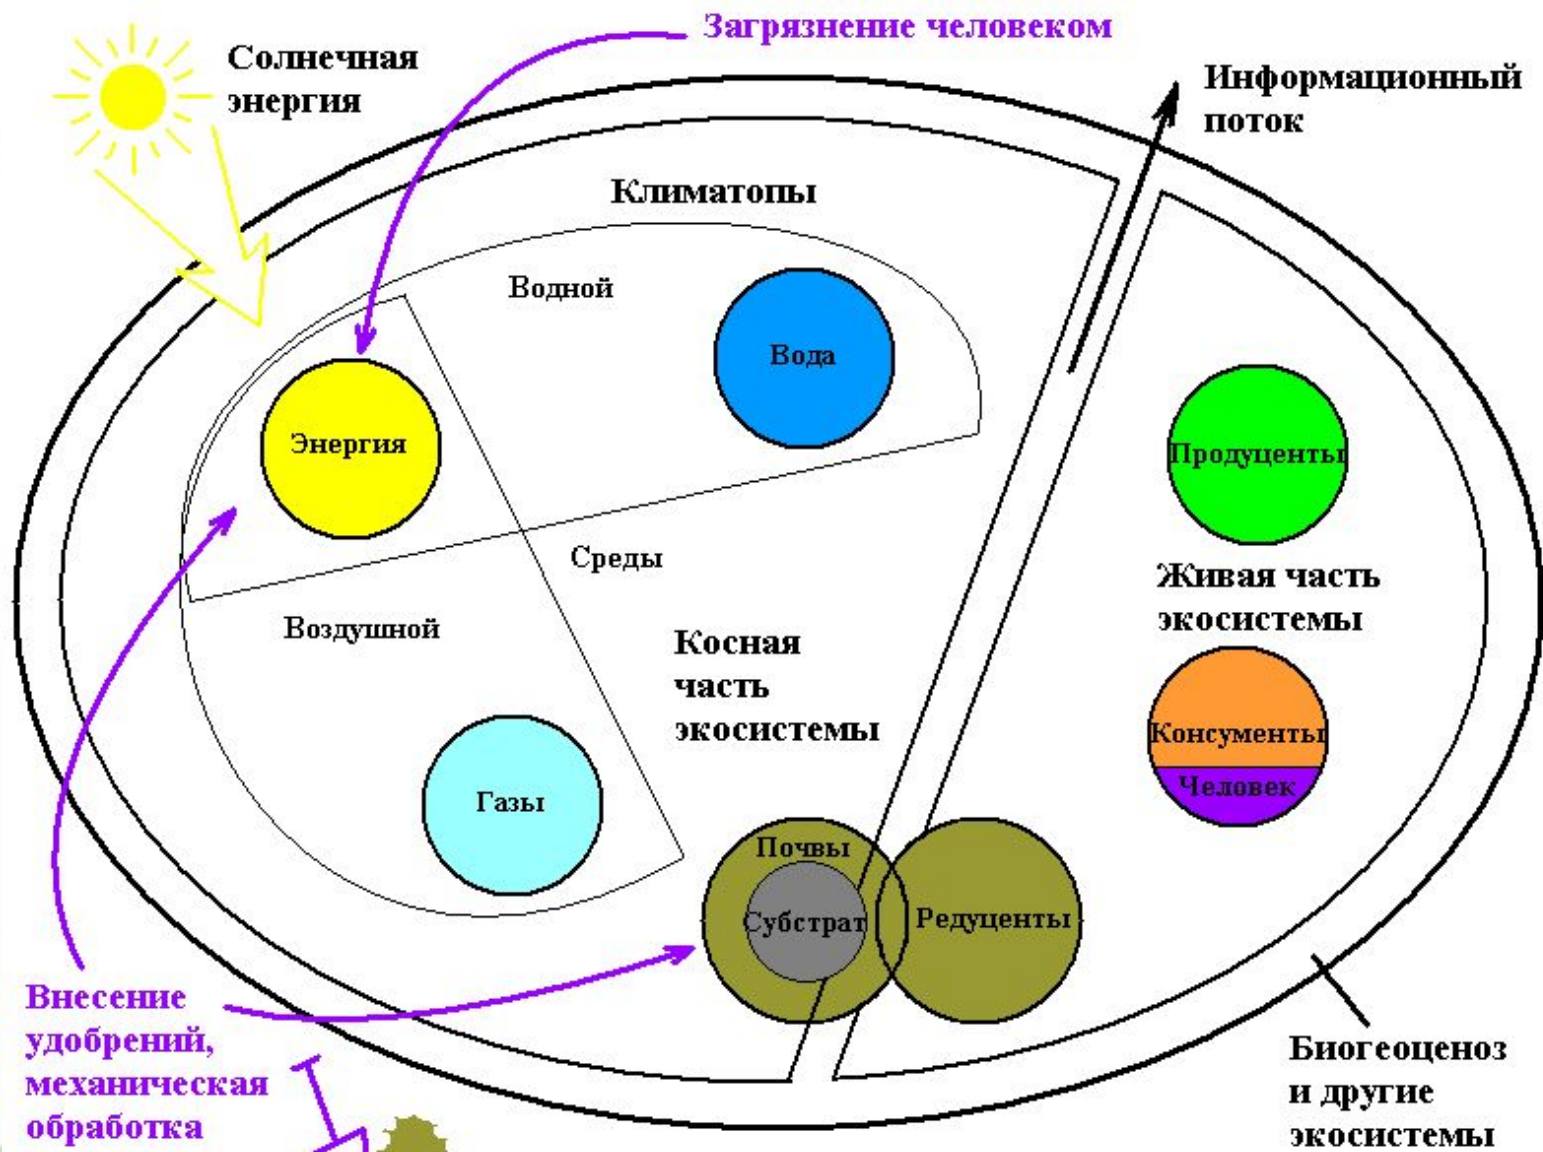 Загрязнение человеком
Солнечная
энергия
Информационный
поток
Климатопы
Водной
Вода
Энергия
Продуценты
Среды
Живая часть
экосистемы
Воздушной
Косная
часть
экосистемы
Консументы
Человек
Газы
Почвы
Субстрат
Редуценты
Внесение
удобрений,
механическая
обработка
Биогеоценоз
и другие
экосистемы